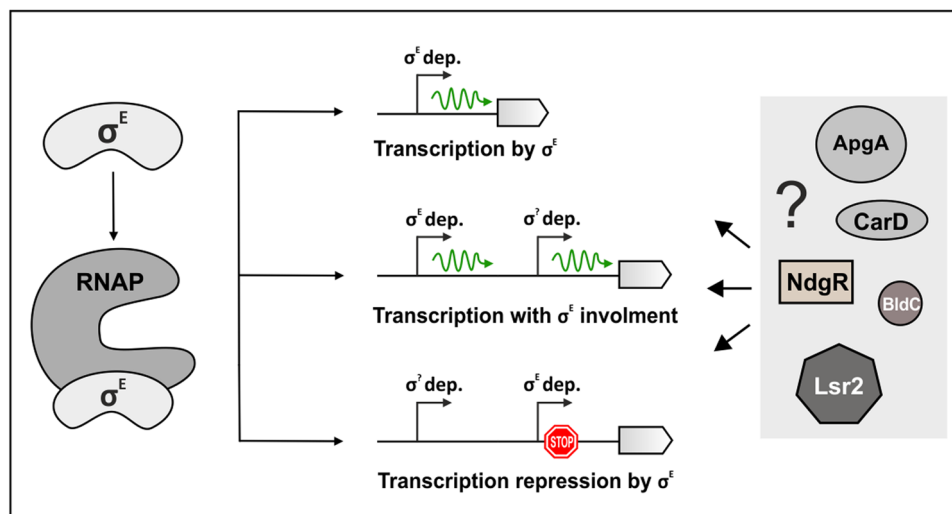 σᴱ
RNAP
σᴱ
σᴱ dep.
Transcription by σᴱ
σᴱ dep.
σ? dep.
Transcription with σᴱ involment
σ? dep.
σᴱ dep.
STOP
Transcription repression by σᴱ
ApgA
?
CarD
NdgR
BldC
Lsr2